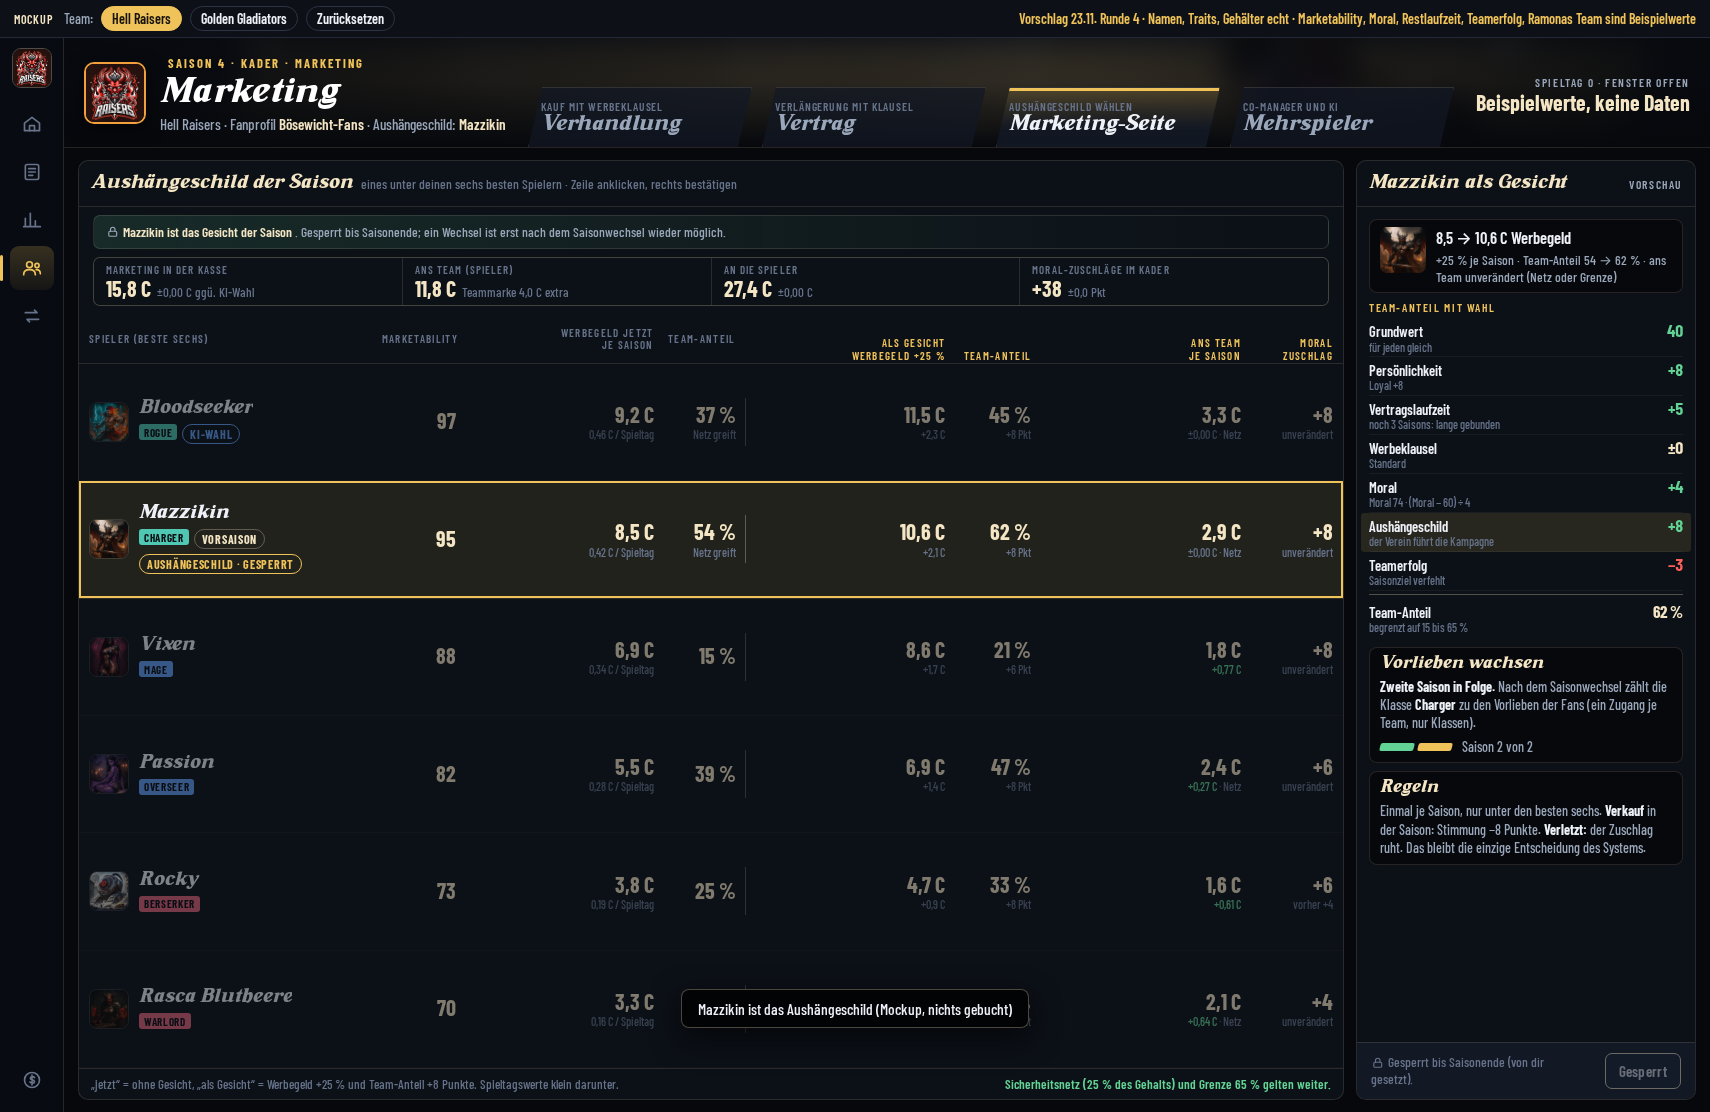 MOCKUP Team: Hell Raisers Golden Gladiators Zurücksetzen
Vorschlag 23.11. Runde 4 · Namen, Traits, Gehälter echt · Marketability, Moral, Restlaufzeit, Teamerfolg, Ramonas Team sind Beispielwerte
RAISERS
RAISERS
SAISON 4 · KADER · MARKETING
Marketing
Hell Raisers · Fanprofil Bösewicht-Fans · Aushängeschild: Mazzikin
KAUF MIT WERBEKLAUSEL
Verhandlung
VERLÄNGERUNG MIT KLAUSEL
Vertrag
AUSHÄNGESCHILD WÄHLEN
Marketing-Seite
CO-MANAGER UND KI
Mehrspieler
SPIELTAG 0 · FENSTER OFFEN
Beispielwerte, keine Daten
Aushängeschild der Saison eines unter deinen sechs besten Spielern · Zeile anklicken, rechts bestätigen
Mazzikin ist das Gesicht der Saison . Gesperrt bis Saisonende; ein Wechsel ist erst nach dem Saisonwechsel wieder möglich.
MARKETING IN DER KASSE
15,8 C ±0,00 C ggü. KI-Wahl
ANS TEAM (SPIELER)
11,8 C Teammarke 4,0 C extra
AN DIE SPIELER
27,4 C ±0,00 C
MORAL-ZUSCHLÄGE IM KADER
+38 ±0,0 Pkt
SPIELER (BESTE SECHS)
MARKETABILITY
WERBEGELD JETZT
JE SAISON
TEAM-ANTEIL
ALS GESICHT
WERBEGELD +25 %
TEAM-ANTEIL
ANS TEAM
JE SAISON
MORAL
ZUSCHLAG
Bloodseeker
ROGUE KI-WAHL
97
9,2 C
0,46 C / Spieltag
37 %
Netz greift
11,5 C
+2,3 C
45 %
+8 Pkt
3,3 C
±0,00 C · Netz
+8
unverändert
Mazzikin
CHARGER VORSAISON
AUSHÄNGESCHILD · GESPERRT
95
8,5 C
0,42 C / Spieltag
54 %
Netz greift
10,6 C
+2,1 C
62 %
+8 Pkt
2,9 C
±0,00 C · Netz
+8
unverändert
Vixen
MAGE
88
6,9 C
0,34 C / Spieltag
15 %
8,6 C
+1,7 C
21 %
+6 Pkt
1,8 C
+0,77 C
+8
unverändert
Passion
OVERSEER
82
5,5 C
0,28 C / Spieltag
39 %
6,9 C
+1,4 C
47 %
+8 Pkt
2,4 C
+0,27 C · Netz
+6
unverändert
Rocky
BERSERKER
73
3,8 C
0,19 C / Spieltag
25 %
4,7 C
+0,9 C
33 %
+8 Pkt
1,6 C
+0,61 C
+6
vorher +4
Rasca Blutbeere
WARLORD
70
3,3 C
0,16 C / Spieltag
2,1 C
+0,64 C · Netz
+4
unverändert
Mazzikin ist das Aushängeschild (Mockup, nichts gebucht)
„Jetzt“ = ohne Gesicht, „als Gesicht“ = Werbegeld +25 % und Team-Anteil +8 Punkte. Spieltagswerte klein darunter.
Sicherheitsnetz (25 % des Gehalts) und Grenze 65 % gelten weiter.
Mazzikin als Gesicht VORSCHAU
8,5 → 10,6 C Werbegeld
+25 % je Saison · Team-Anteil 54 → 62 % · ans
Team unverändert (Netz oder Grenze)
TEAM-ANTEIL MIT WAHL
Grundwert 40
für jeden gleich
Persönlichkeit +8
Loyal +8
Vertragslaufzeit +5
noch 3 Saisons: lange gebunden
Werbeklausel ±0
Standard
Moral +4
Moral 74 · (Moral – 60) ÷ 4
Aushängeschild +8
der Verein führt die Kampagne
Teamerfolg −3
Saisonziel verfehlt
Team-Anteil 62 %
begrenzt auf 15 bis 65 %
Vorlieben wachsen
Zweite Saison in Folge. Nach dem Saisonwechsel zählt die
Klasse Charger zu den Vorlieben der Fans (ein Zugang je
Team, nur Klassen).
Saison 2 von 2
Regeln
Einmal je Saison, nur unter den besten sechs. Verkauf in
der Saison: Stimmung −8 Punkte. Verletzt: der Zuschlag
ruht. Das bleibt die einzige Entscheidung des Systems.
Gesperrt bis Saisonende (von dir
gesetzt).
Gesperrt